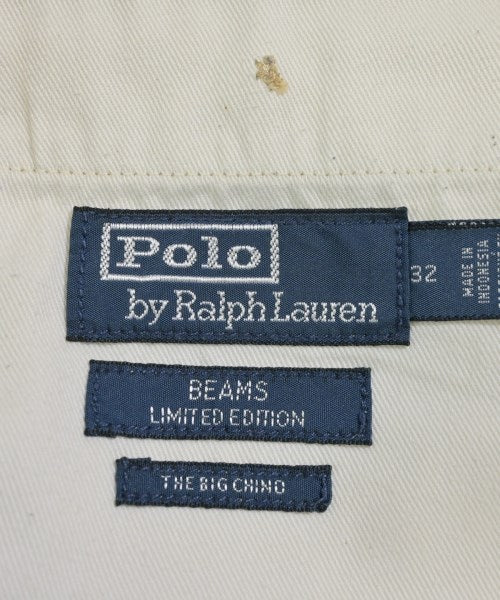 Polo
by Ralph Lauren
32
MADE IN
INDONESIA
BEAMS
LIMITED EDITION
THE BIG CHINO